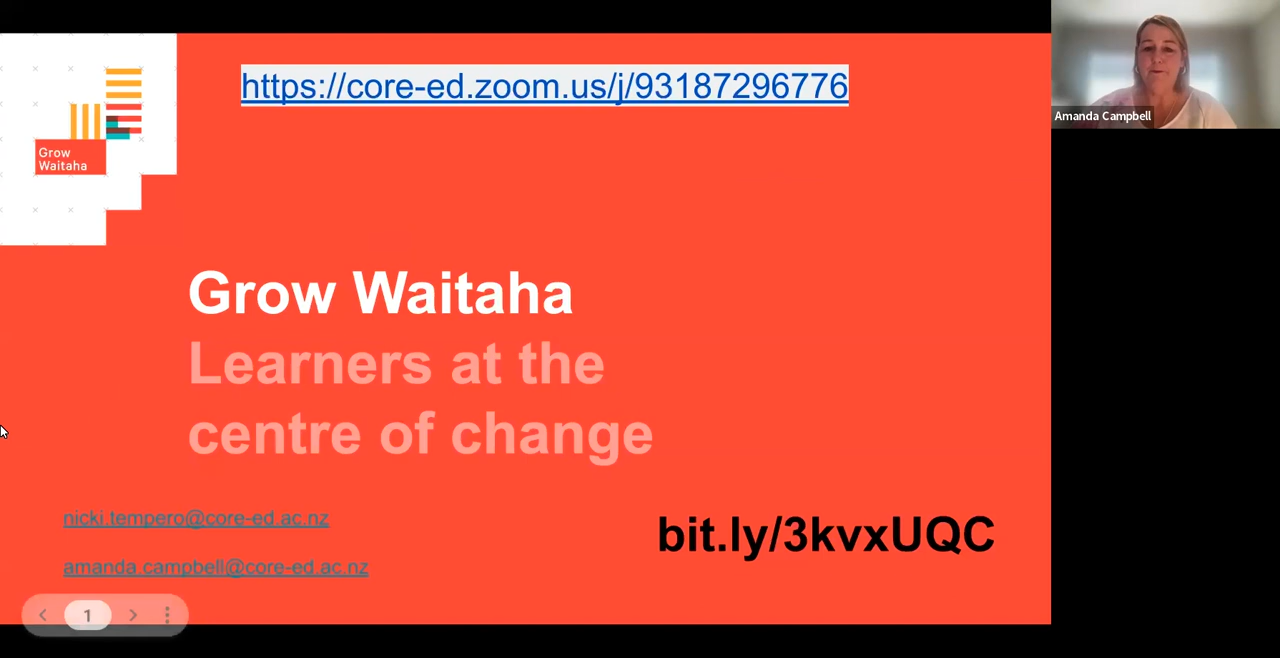 https://core-ed.zoom.us/j/93187296776
Amanda Campbell
Grow
Waitaha
Grow Waitaha
Learners at the
centre of change
nicki.tempero@core-ed.ac.nz
bit.ly/3kvxUQC
amanda.campbell@core-ed.ac.nz
1